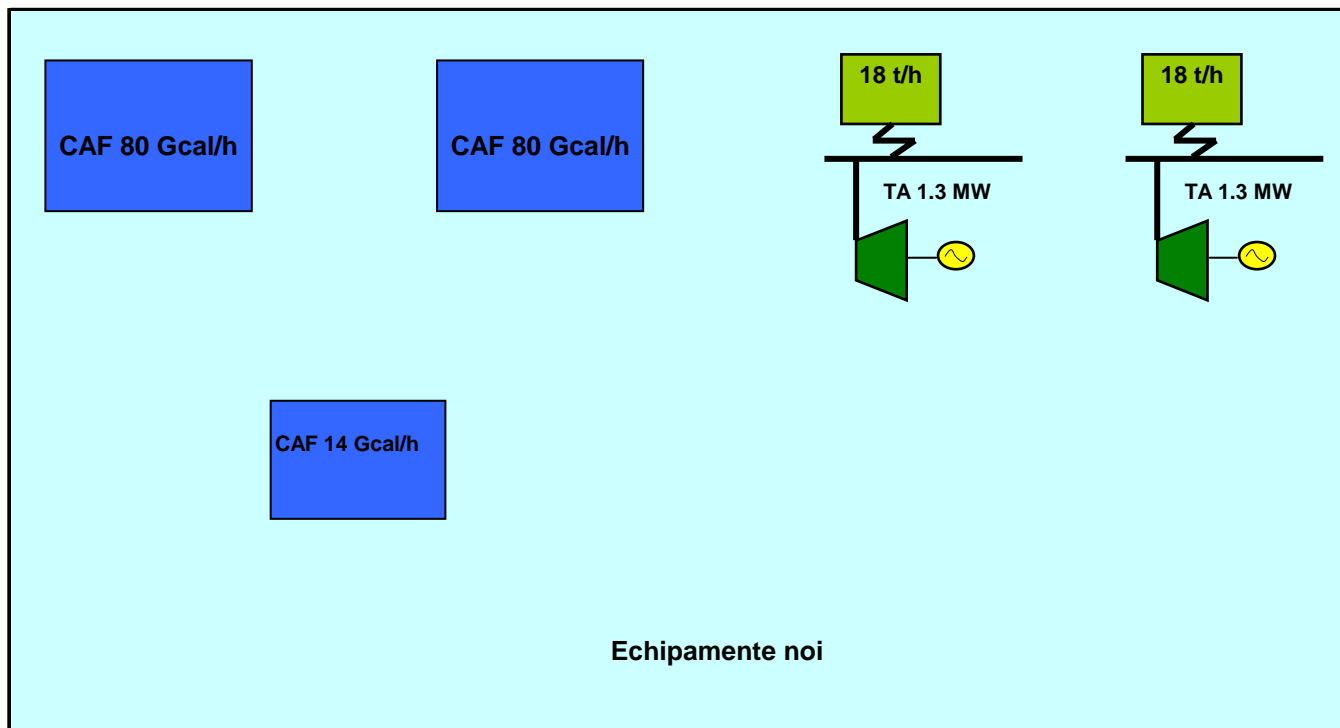 18 t/h
18 t/h
CAF 80 Gcal/h
CAF 80 Gcal/h
TA 1.3 MW
TA 1.3 MW
CAF 14 Gcal/h
Echipamente noi